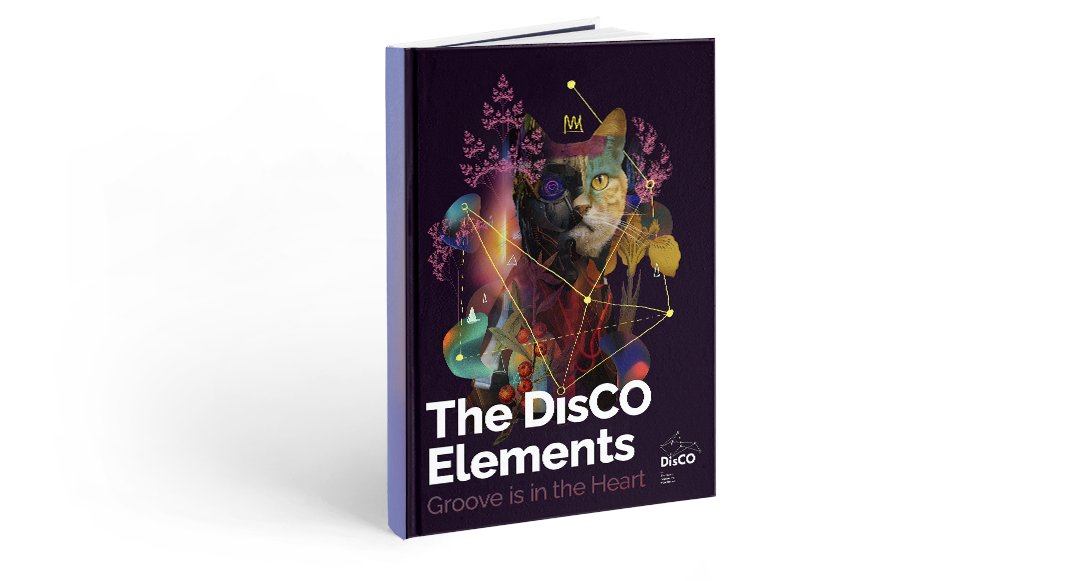 The DisCO
Elements
Groove is in the Heart
DisCO